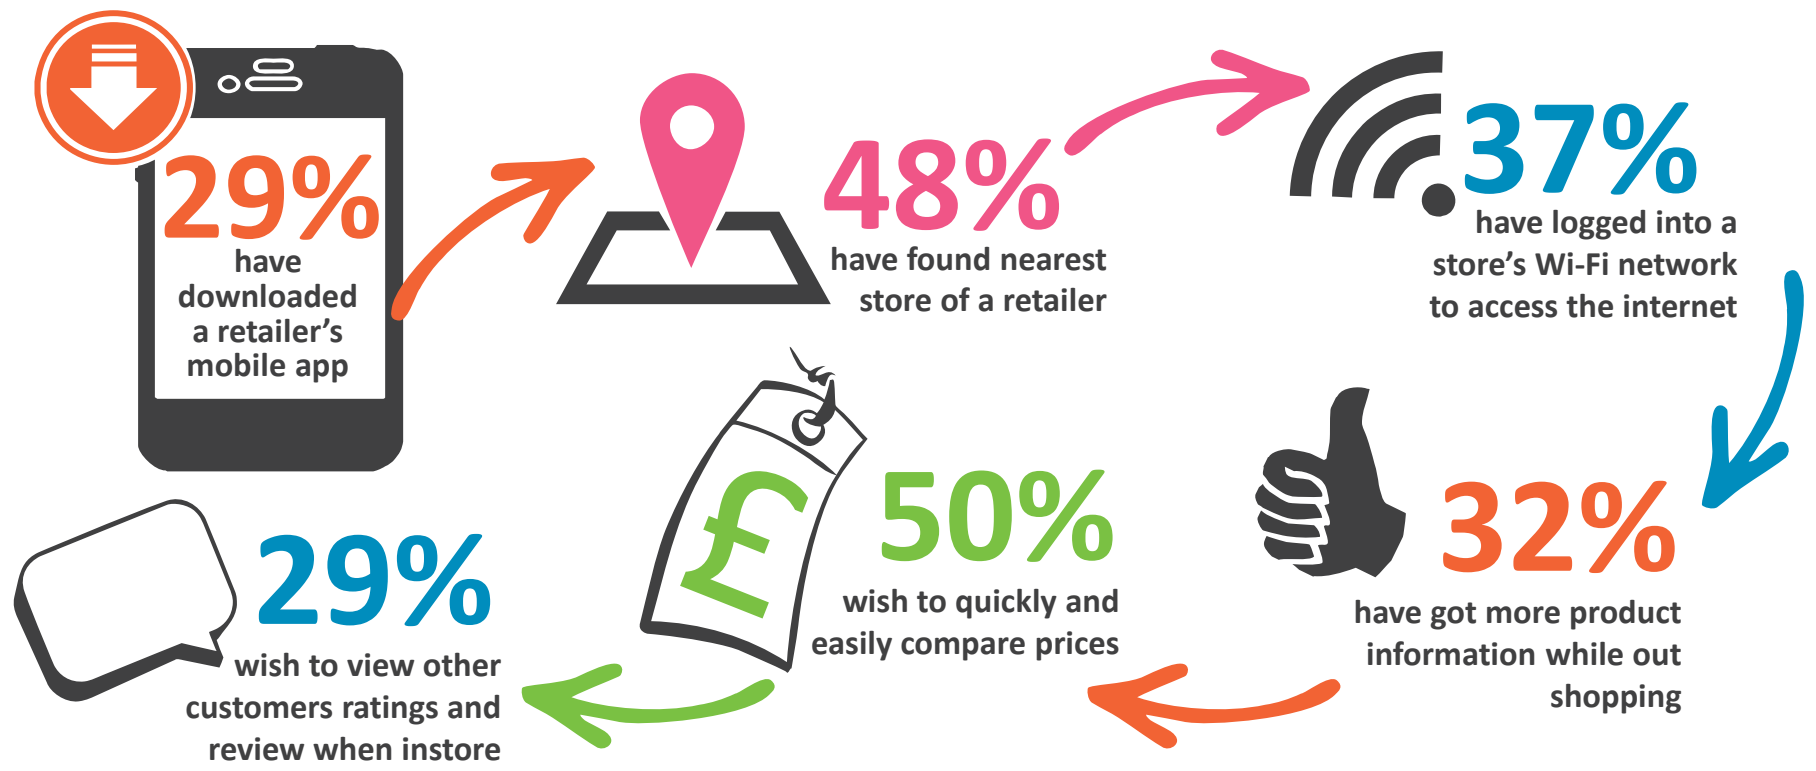 29%
have
downloaded
a retailer's
mobile app
48%
have found nearest
store of a retailer
37%
have logged into a
store's Wi-Fi network
to access the internet
32%
have got more product
information while out
shopping
£
50%
wish to quickly and
easily compare prices
29%
wish to view other
customers ratings and
review when instore